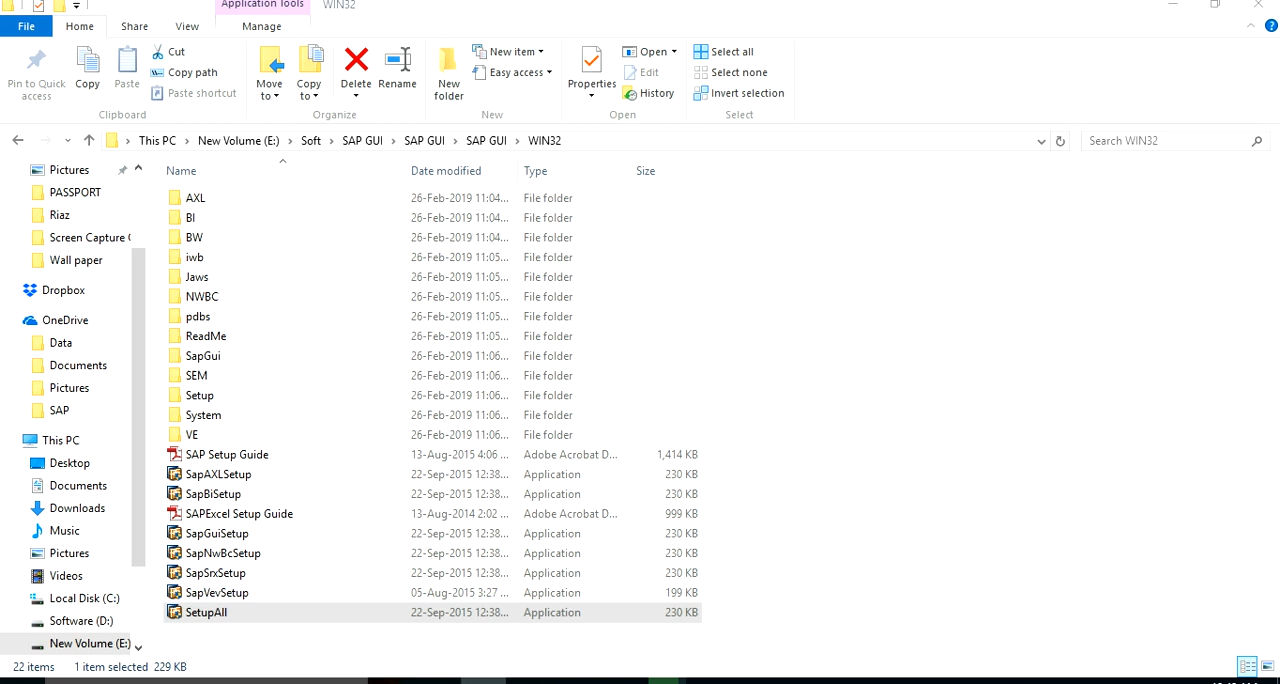 Application Tools WIN32
File Home Share View Manage
Pin to Quick access
Copy
Paste
Cut
Copy path
Paste shortcut
Clipboard
Move to
Copy to
Delete
Rename
Organize
New folder
New item
Easy access
New
Properties
Open
Edit
History
Open
Select all
Select none
Invert selection
Select
This PC New Volume (E:) Soft SAP GUI SAP GUI SAP GUI WIN32
Search WIN32
Pictures
PASSPORT
Riaz
Screen Capture
Wall paper
Dropbox
OneDrive
Data
Documents
Pictures
SAP
This PC
Desktop
Documents
Downloads
Music
Pictures
Videos
Local Disk (C:)
Software (D:)
New Volume (E:)
Name Date modified Type Size
AXL 26-Feb-2019 11:04... File folder
BI 26-Feb-2019 11:04... File folder
BW 26-Feb-2019 11:04... File folder
iwb 26-Feb-2019 11:05... File folder
Jaws 26-Feb-2019 11:05... File folder
NWBC 26-Feb-2019 11:05... File folder
pdbs 26-Feb-2019 11:05... File folder
ReadMe 26-Feb-2019 11:05... File folder
SapGui 26-Feb-2019 11:06... File folder
SEM 26-Feb-2019 11:06... File folder
Setup 26-Feb-2019 11:06... File folder
System 26-Feb-2019 11:06... File folder
VE 26-Feb-2019 11:06... File folder
SAP Setup Guide 13-Aug-2015 4:06 ... Adobe Acrobat D... 1,414 KB
SapAXLSetup 22-Sep-2015 12:38... Application 230 KB
SapBiSetup 22-Sep-2015 12:38... Application 230 KB
SAPExcel Setup Guide 13-Aug-2014 2:02 ... Adobe Acrobat D... 999 KB
SapGuiSetup 22-Sep-2015 12:38... Application 230 KB
SapNwBcSetup 22-Sep-2015 12:38... Application 230 KB
SapSrxSetup 22-Sep-2015 12:38... Application 230 KB
SapVevSetup 05-Aug-2015 3:27 ... Application 199 KB
SetupAll 22-Sep-2015 12:38... Application 230 KB
22 items 1 item selected 229 KB